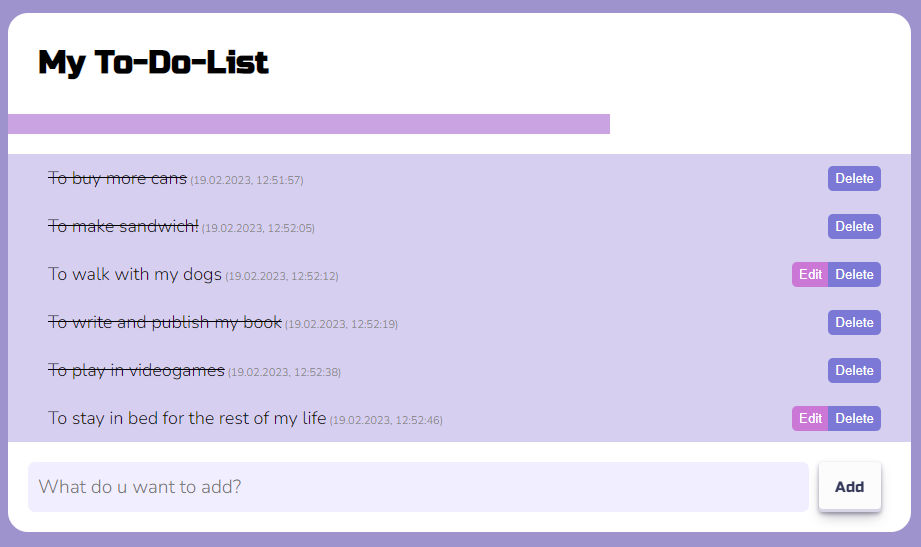 My To-Do-List
To buy more cans (19.02.2023, 12:51:57) Delete
To make sandwich! (19.02.2023, 12:52:05) Delete
To walk with my dogs (19.02.2023, 12:52:12) Edit Delete
To write and publish my book (19.02.2023, 12:52:19) Delete
To play in videogames (19.02.2023, 12:52:38) Delete
To stay in bed for the rest of my life (19.02.2023, 12:52:46) Edit Delete
What do u want to add? Add